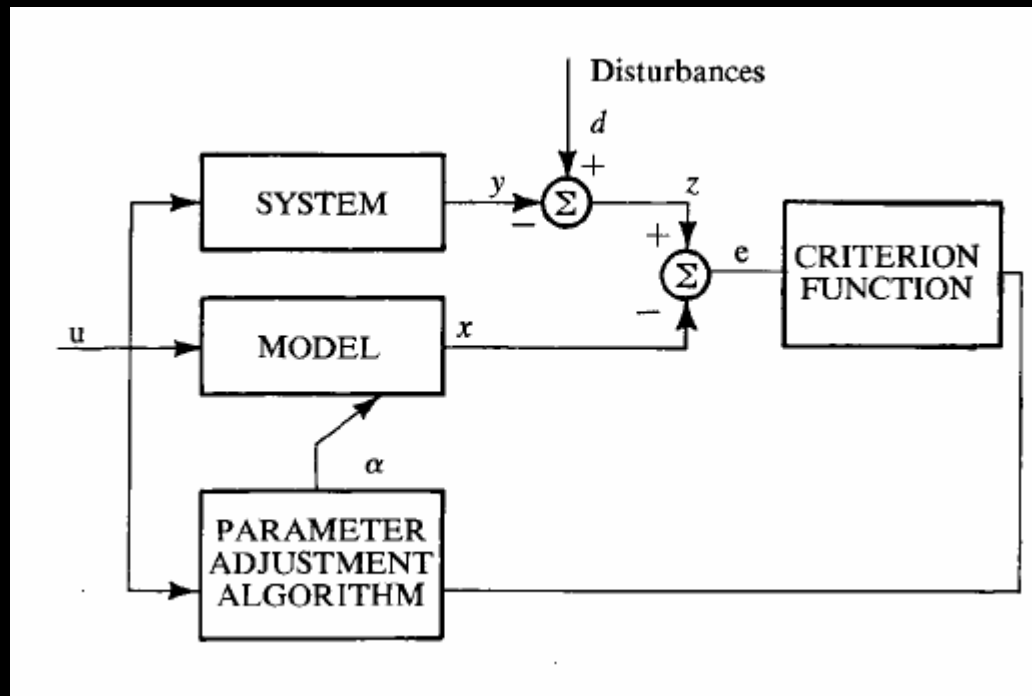 Disturbances
d
+
SYSTEM
y
−
Σ
z
+
Σ
e
CRITERION
FUNCTION
u
MODEL
x
−
α
PARAMETER
ADJUSTMENT
ALGORITHM